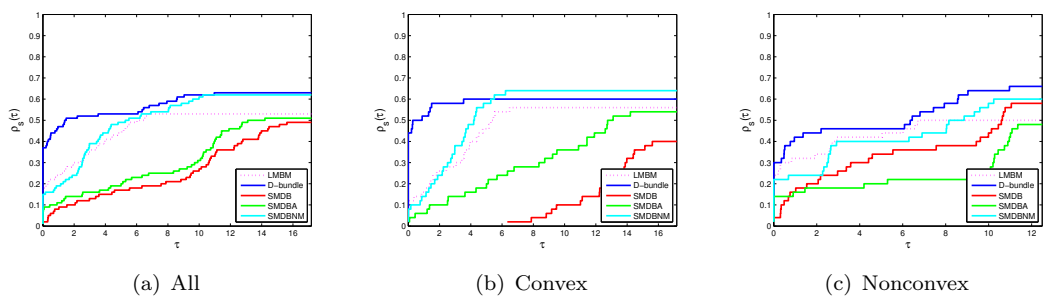 1
0.9
0.8
0.7
0.6
0.5
0.4
0.3
0.2
0.1
0
ρs(τ)
0 2 4 6 8 10 12 14 16
τ
LMBM
D-bundle
SMDB
SMDBA
SMDBNM
(a) All
1
0.9
0.8
0.7
0.6
0.5
0.4
0.3
0.2
0.1
0
ρs(τ)
0 2 4 6 8 10 12 14 16
τ
LMBM
D-bundle
SMDB
SMDBA
SMDBNM
(b) Convex
1
0.9
0.8
0.7
0.6
0.5
0.4
0.3
0.2
0.1
0
ρs(τ)
0 2 4 6 8 10 12
τ
LMBM
D-bundle
SMDB
SMDBA
SMDBNM
(c) Nonconvex